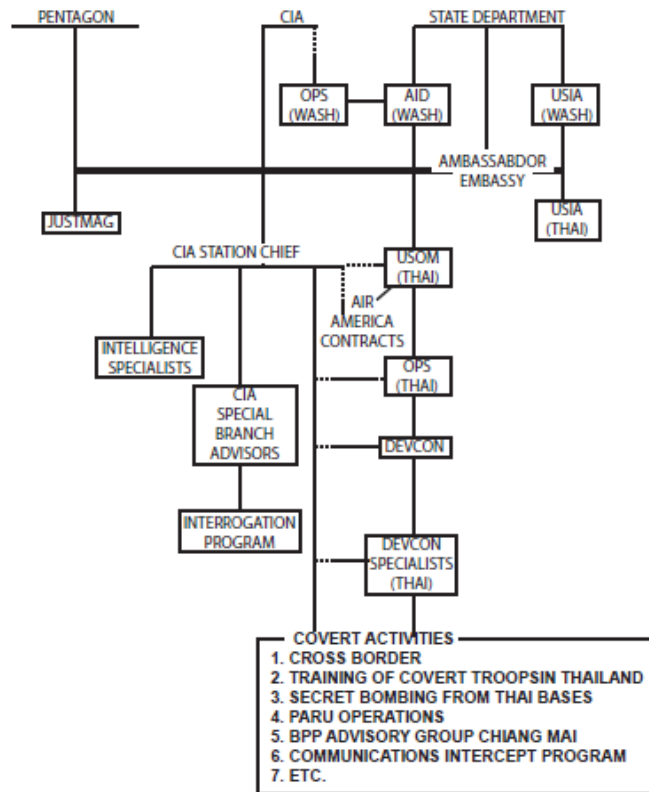 PENTAGON
CIA
STATE DEPARTMENT
OPS
(WASH)
AID
(WASH)
USIA
(WASH)
AMBASSABDOR
EMBASSY
JUSTMAG
USIA
(THAI)
CIA STATION CHIEF
USOM
(THAI)
AIR
AMERICA
CONTRACTS
INTELLIGENCE
SPECIALISTS
OPS
(THAI)
CIA
SPECIAL
BRANCH
ADVISORS
DEVCON
INTERROGATION
PROGRAM
DEVCON
SPECIALISTS
(THAI)
COVERT ACTIVITIES
1. CROSS BORDER
2. TRAINING OF COVERT TROOPSIN THAILAND
3. SECRET BOMBING FROM THAI BASES
4. PARU OPERATIONS
5. BPP ADVISORY GROUP CHIANG MAI
6. COMMUNICATIONS INTERCEPT PROGRAM
7. ETC.